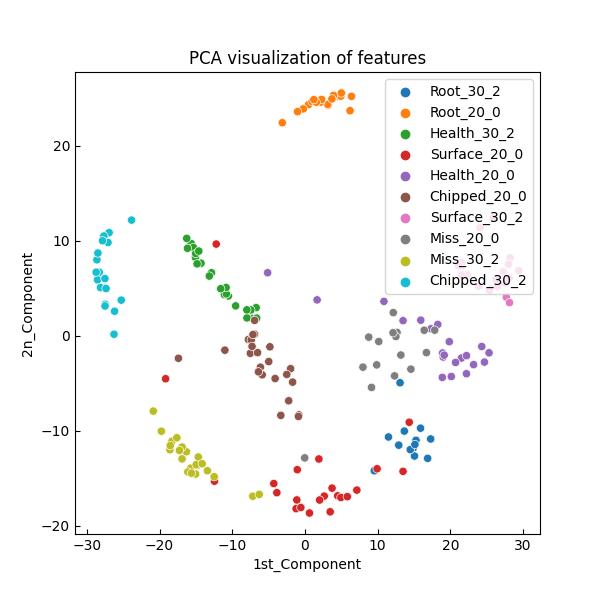 PCA visualization of features
Root_30_2
Root_20_0
Health_30_2
Surface_20_0
Health_20_0
Chipped_20_0
Surface_30_2
Miss_20_0
Miss_30_2
Chipped_30_2
20
10
0
−10
−20
2n_Component
−30 −20 −10 0 10 20 30
1st_Component